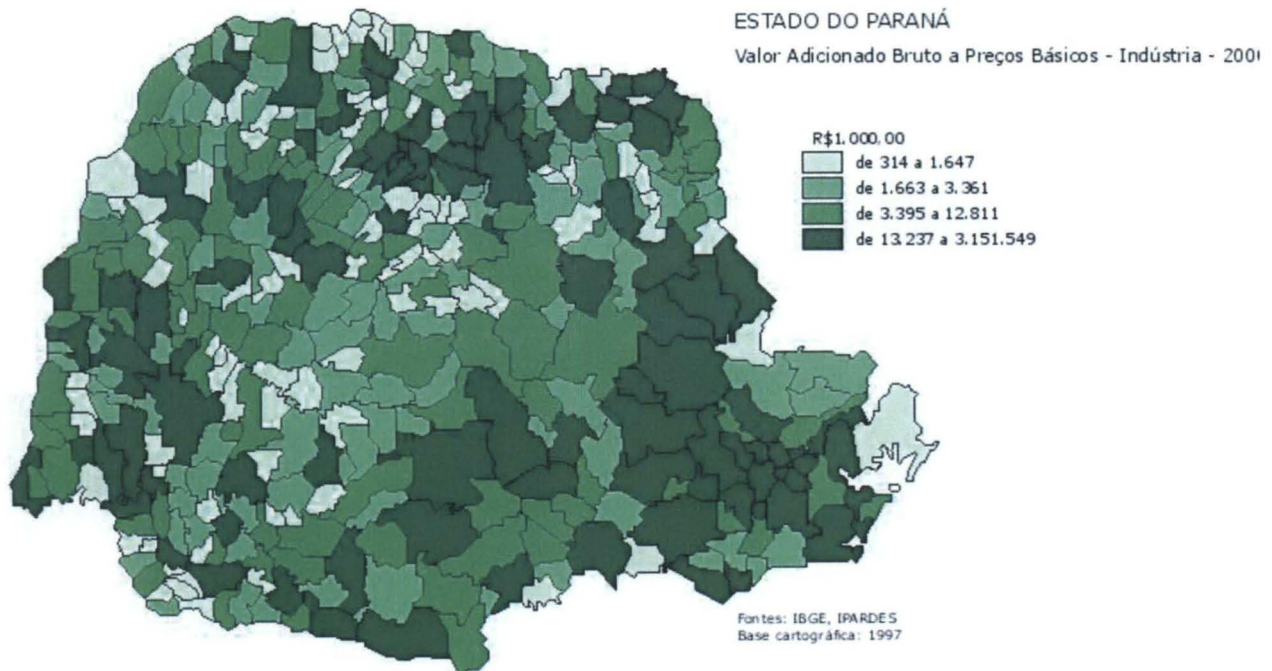 ESTADO DO PARANÁ
Valor Adicionado Bruto a Preços Básicos - Indústria -
R$1.000,00
de 314 a 1.647
de 1.663 a 3.361
de 3.395 a 12.811
de 13.237 a 3.151.549
Fontes: IBGE, IPARDES
Base cartográfica: 1997